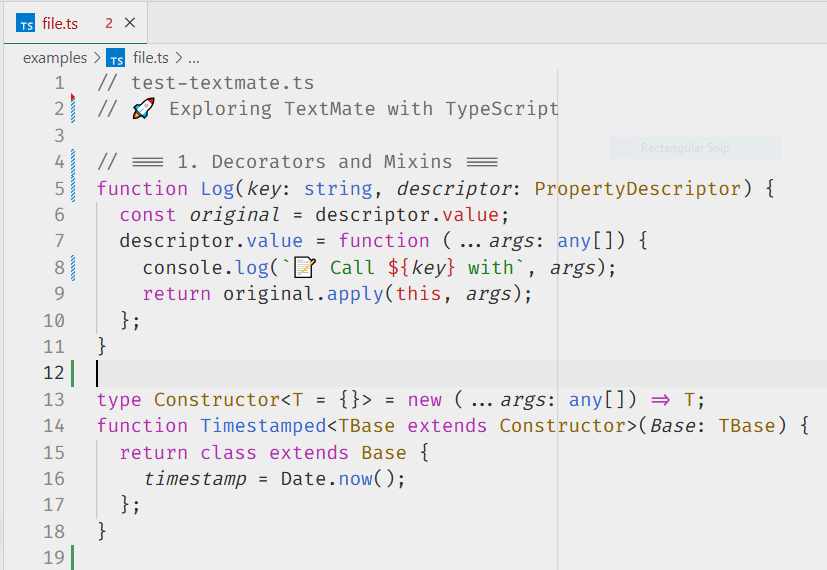 TS file.ts 2 ×
examples > TS file.ts > ...
1 // test-textmate.ts
2 // 🚀 Exploring TextMate with TypeScript
3
Rectangular Snip
4 // === 1. Decorators and Mixins ===
5 function Log(key: string, descriptor: PropertyDescriptor) {
6 const original = descriptor.value;
7 descriptor.value = function (...args: any[]) {
8 console.log(`📝 Call ${key} with`, args);
9 return original.apply(this, args);
10 };
11 }
12
13 type Constructor<T = {}> = new (...args: any[]) => T;
14 function Timestamped<TBase extends Constructor>(Base: TBase) {
15 return class extends Base {
16 timestamp = Date.now();
17 };
18 }
19